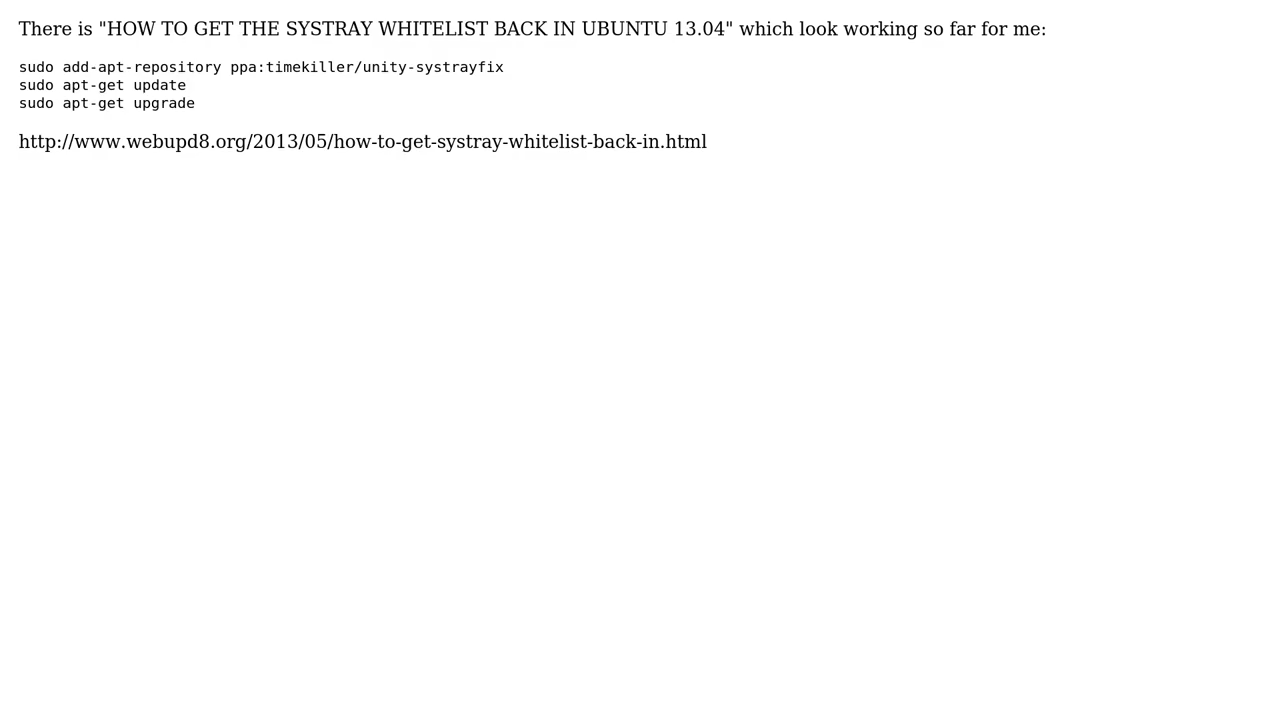 There is "HOW TO GET THE SYSTRAY WHITELIST BACK IN UBUNTU 13.04" which look working so far for me:
sudo add-apt-repository ppa:timekiller/unity-systrayfix
sudo apt-get update
sudo apt-get upgrade
http://www.webupd8.org/2013/05/how-to-get-systray-whitelist-back-in.html